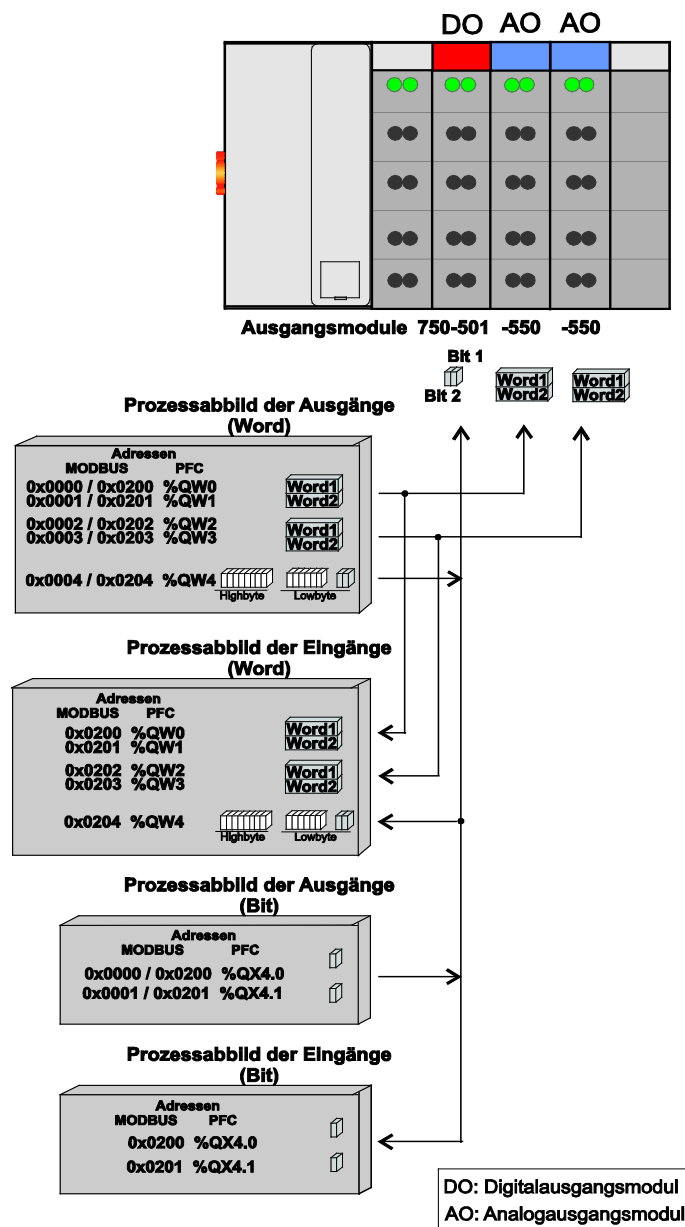 DO AO AO
Ausgangsmodule 750-501 -550 -550
Bit 1
Bit 2
Word1 Word1
Word2 Word2
Prozessabbild der Ausgänge
(Word)
Adressen
MODBUS PFC
0x0000 / 0x0200 %QW0 Word1
0x0001 / 0x0201 %QW1 Word2
0x0002 / 0x0202 %QW2 Word1
0x0003 / 0x0203 %QW3 Word2
0x0004 / 0x0204 %QW4
Highbyte Lowbyte
Prozessabbild der Eingänge
(Word)
Adressen
MODBUS PFC
0x0200 %QW0 Word1
0x0201 %QW1 Word2
0x0202 %QW2 Word1
0x0203 %QW3 Word2
0x0204 %QW4
Highbyte Lowbyte
Prozessabbild der Ausgänge
(Bit)
Adressen
MODBUS PFC
0x0000 / 0x0200 %QX4.0
0x0001 / 0x0201 %QX4.1
Prozessabbild der Eingänge
(Bit)
Adressen
MODBUS PFC
0x0200 %QX4.0
0x0201 %QX4.1
DO: Digitalausgangsmodul
AO: Analogausgangsmodul